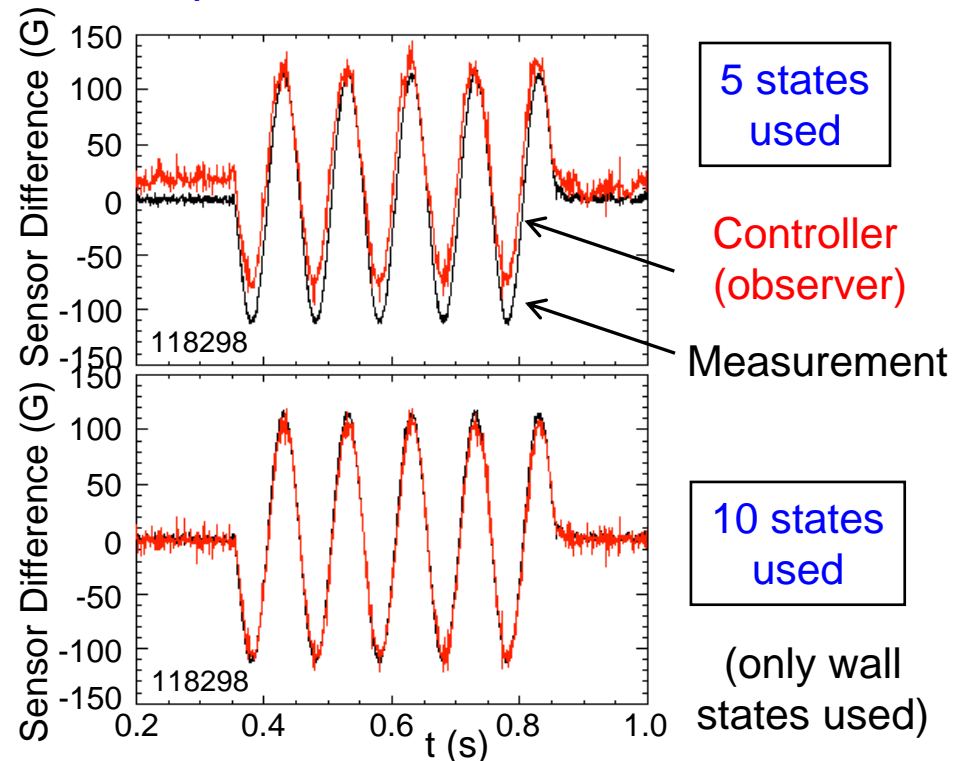 Sensor Difference (G)
150
100
50
0
-50
-100
-150
118298
5 states
used
Controller
(observer)
Measurement
Sensor Difference (G)
150
100
50
0
-50
-100
-150
118298
0.2
0.4
0.6
0.8
1.0
t (s)
10 states
used
(only wall
states used)